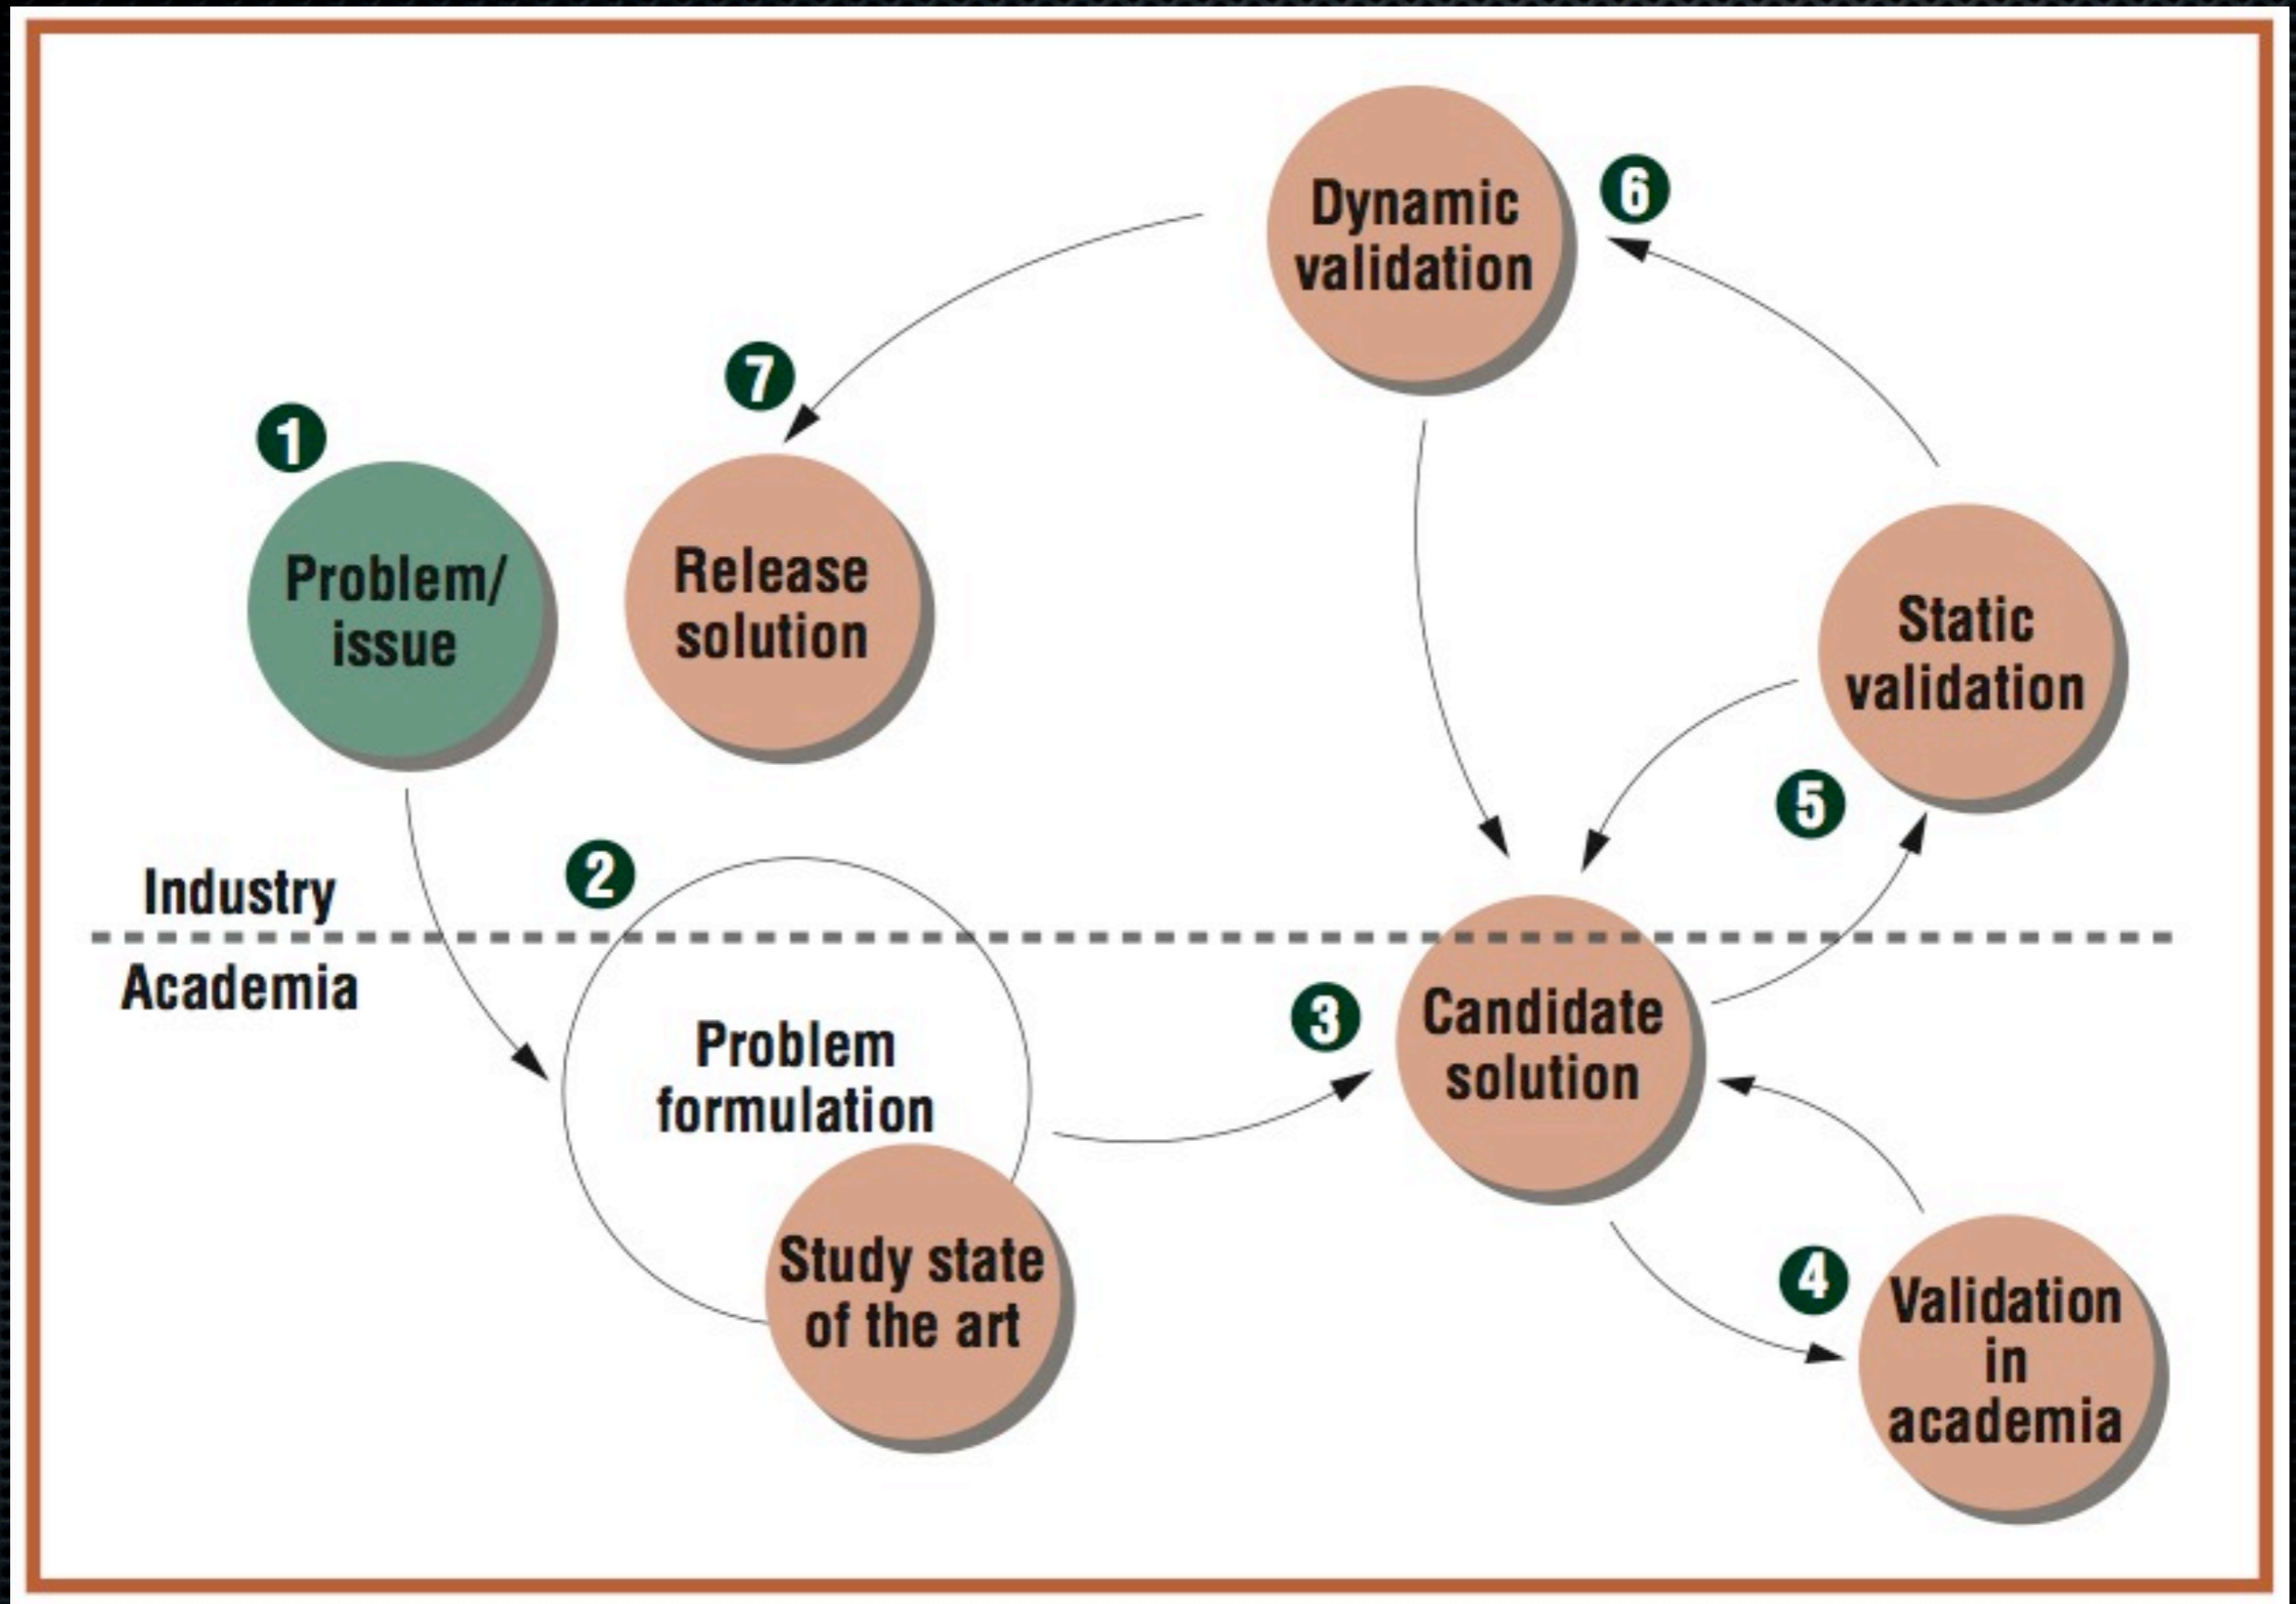 6
Dynamic
validation
7
1
Problem/
issue
Release
solution
Static
validation
5
2
Industry
Academia
3
Problem
formulation
Candidate
solution
Study state
of the art
4
Validation
in
academia